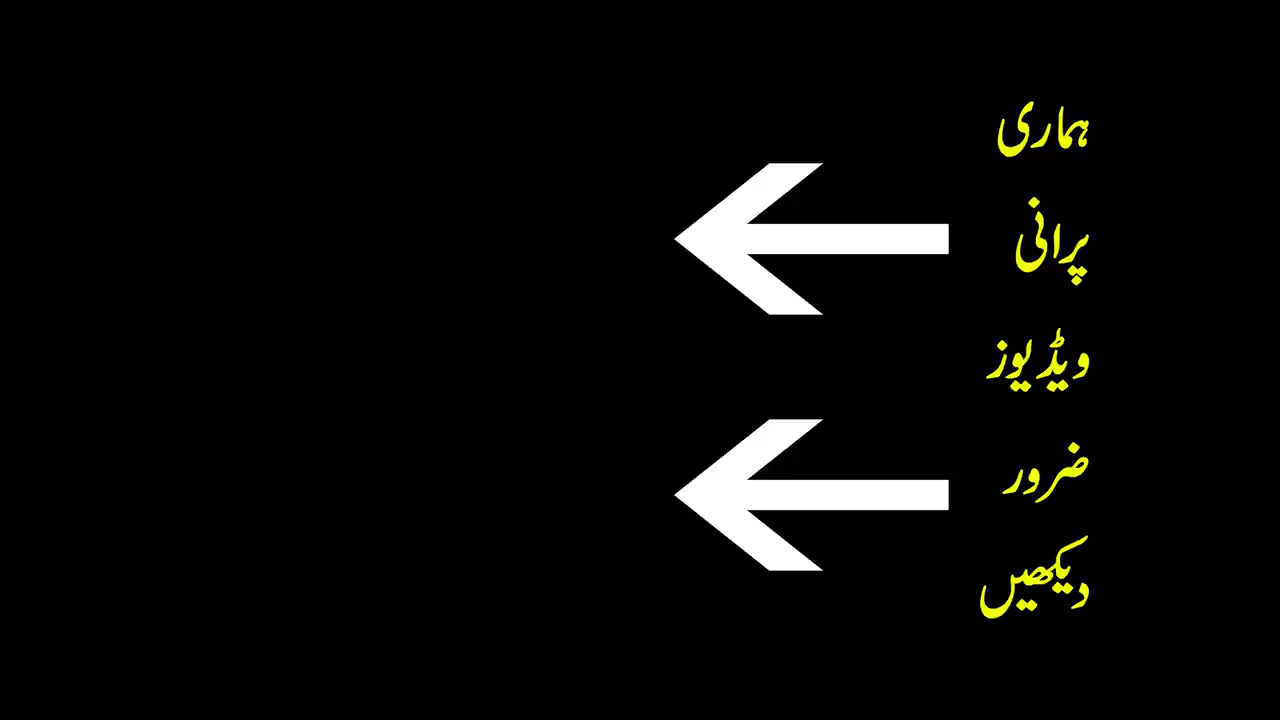 ہماری
پرانی
ویڈیوز
ضرور
دیکھیں